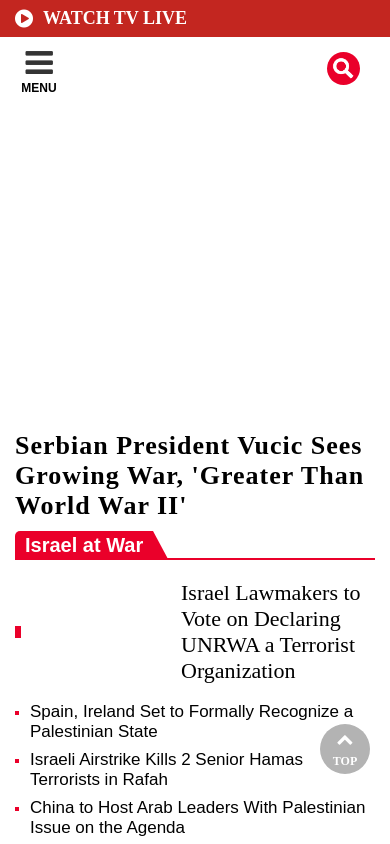 WATCH TV LIVE
MENU
Serbian President Vucic Sees
Growing War, 'Greater Than
World War II'
Israel at War
Israel Lawmakers to
Vote on Declaring
UNRWA a Terrorist
Organization
Spain, Ireland Set to Formally Recognize a
Palestinian State
Israeli Airstrike Kills 2 Senior Hamas
Terrorists in Rafah
TOP
China to Host Arab Leaders With Palestinian
Issue on the Agenda